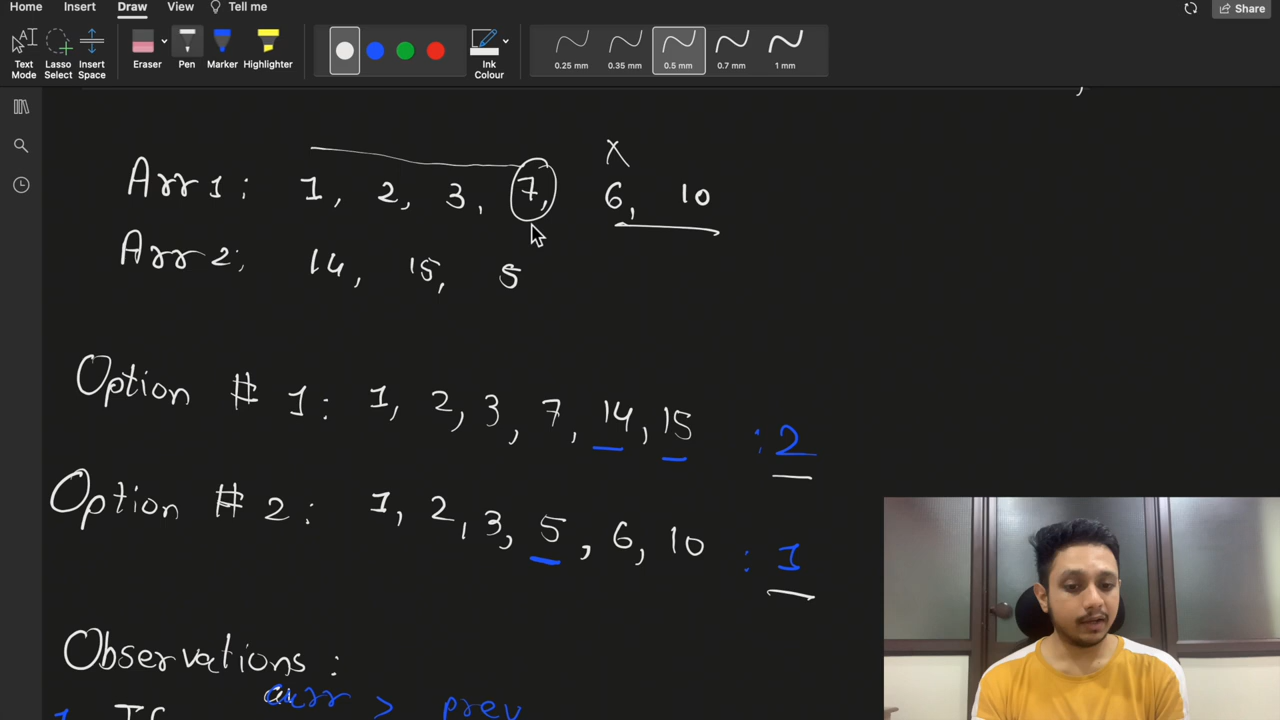 Home Insert Draw View Tell me Share
Text Mode Lasso Select Insert Space Eraser Pen Marker Highlighter Ink Colour 0.25 mm 0.35 mm 0.5 mm 0.7 mm 1 mm
X
Arr 1 : 1, 2, 3, 7, 6, 10
Arr 2 : 14, 15, 5
Option # 1 : 1, 2, 3, 7, 14, 15 : 2
Option # 2 : 1, 2, 3, 5, 6, 10 : 1
Observations :
curr > prev